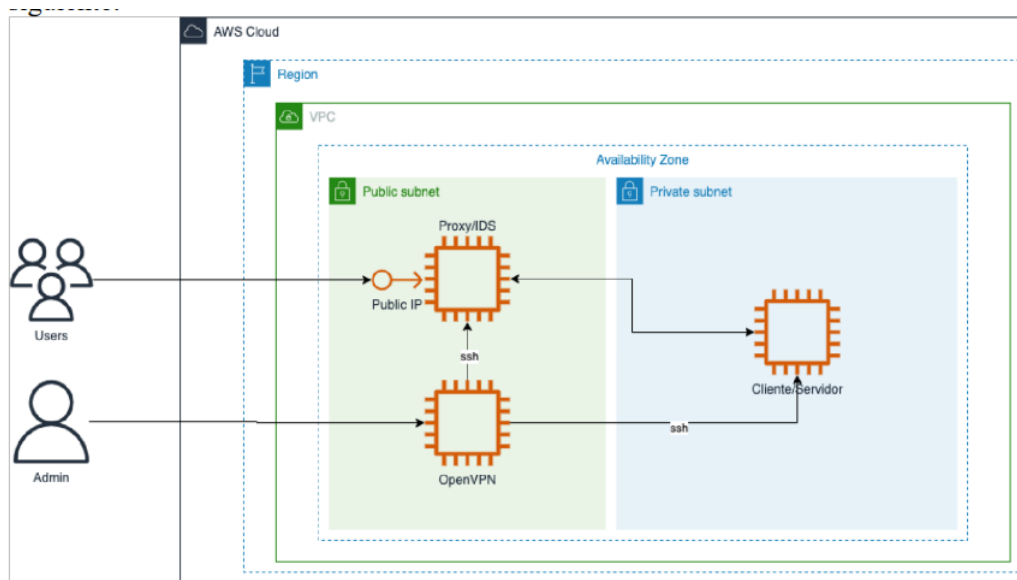 AWS Cloud
Region
VPC
Availability Zone
Public subnet
Private subnet
Proxy/IDS
Public IP
Users
ssh
Cliente/Servidor
ssh
Admin
OpenVPN